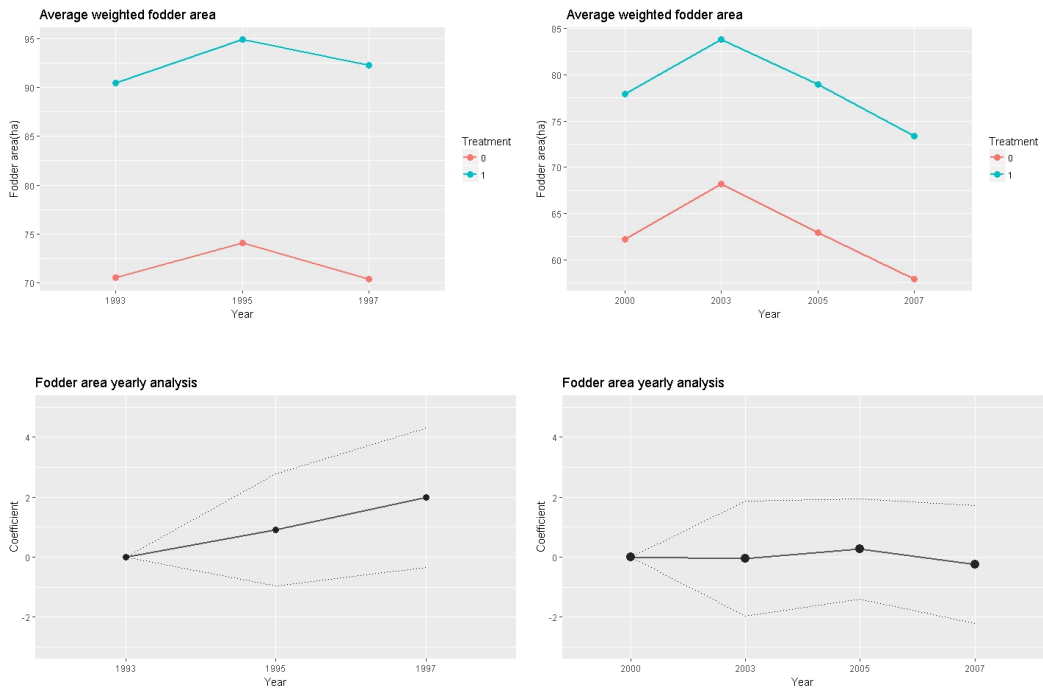 Average weighted fodder area
95
90
85
80
75
70
Fodder area(ha)
1993 1995 1997
Year
Treatment
0
1
Average weighted fodder area
85
80
75
70
65
60
Fodder area(ha)
2000 2003 2005 2007
Year
Treatment
0
1
Fodder area yearly analysis
4
2
0
-2
Coefficient
1993 1995 1997
Year
Fodder area yearly analysis
4
2
0
-2
Coefficient
2000 2003 2005 2007
Year